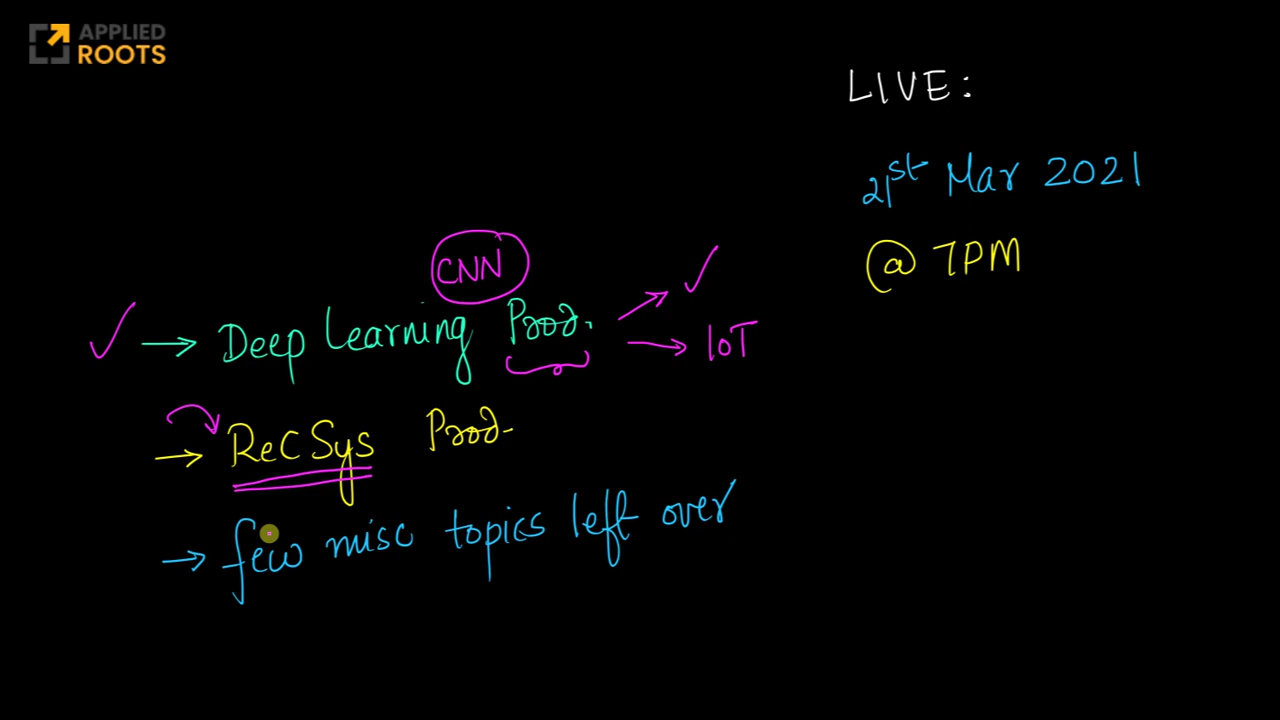 APPLIED
ROOTS
LIVE:
21st Mar 2021
@ 7PM
CNN
→ Deep Learning Prod. → IoT
→ RecSys Prod.
→ few misc topics left over